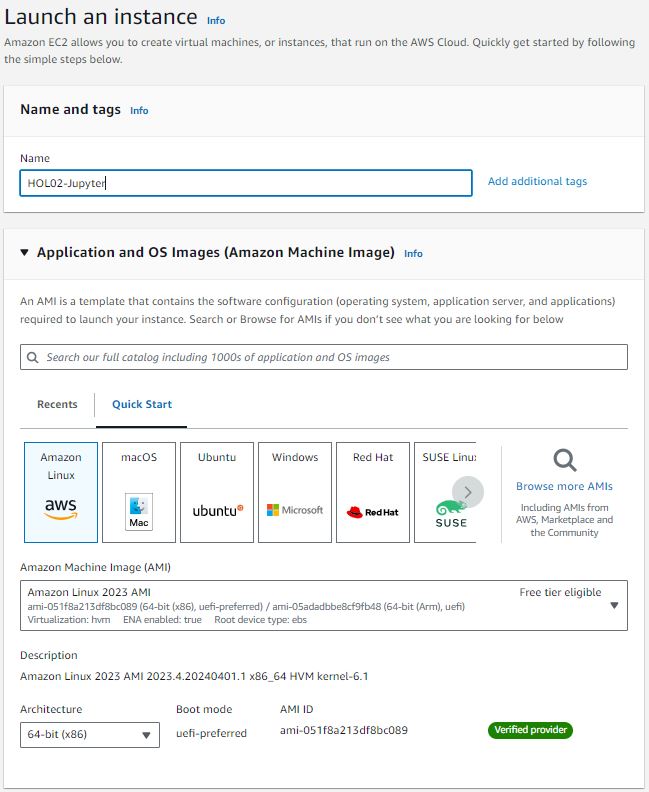 Launch an instance Info
Amazon EC2 allows you to create virtual machines, or instances, that run on the AWS Cloud. Quickly get started by following
the simple steps below.
Name and tags Info
Name
HOL02-Jupyter
Add additional tags
Application and OS Images (Amazon Machine Image) Info
An AMI is a template that contains the software configuration (operating system, application server, and applications)
required to launch your instance. Search or Browse for AMIs if you don't see what you are looking for below
Search our full catalog including 1000s of application and OS images
Recents
Quick Start
Amazon
Linux
aws
macOS
Mac
Ubuntu
ubuntu
Windows
Microsoft
Red Hat
Red Hat
SUSE Linux
SUSE
Browse more AMIs
Including AMIs from
AWS, Marketplace and
the Community
Amazon Machine Image (AMI)
Amazon Linux 2023 AMI
Free tier eligible
ami-051f8a213df8bc089 (64-bit (x86), uefi-preferred) / ami-05adadbbe8cf9fb48 (64-bit (Arm), uefi)
Virtualization: hvm ENA enabled: true Root device type: ebs
Description
Amazon Linux 2023 AMI 2023.4.20240401.1 x86_64 HVM kernel-6.1
Architecture
64-bit (x86)
Boot mode
uefi-preferred
AMI ID
ami-051f8a213df8bc089
Verified provider